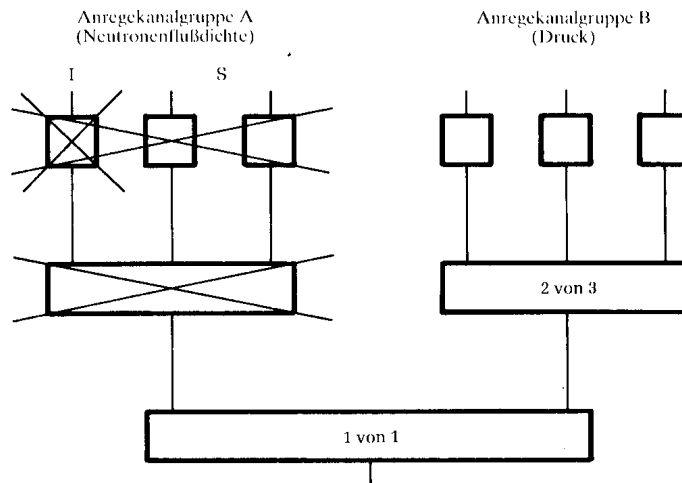 Anregekanalgruppe A
(Neutronenflußdichte)
Anregekanalgruppe B
(Druck)
I
S
2 von 3
1 von 1